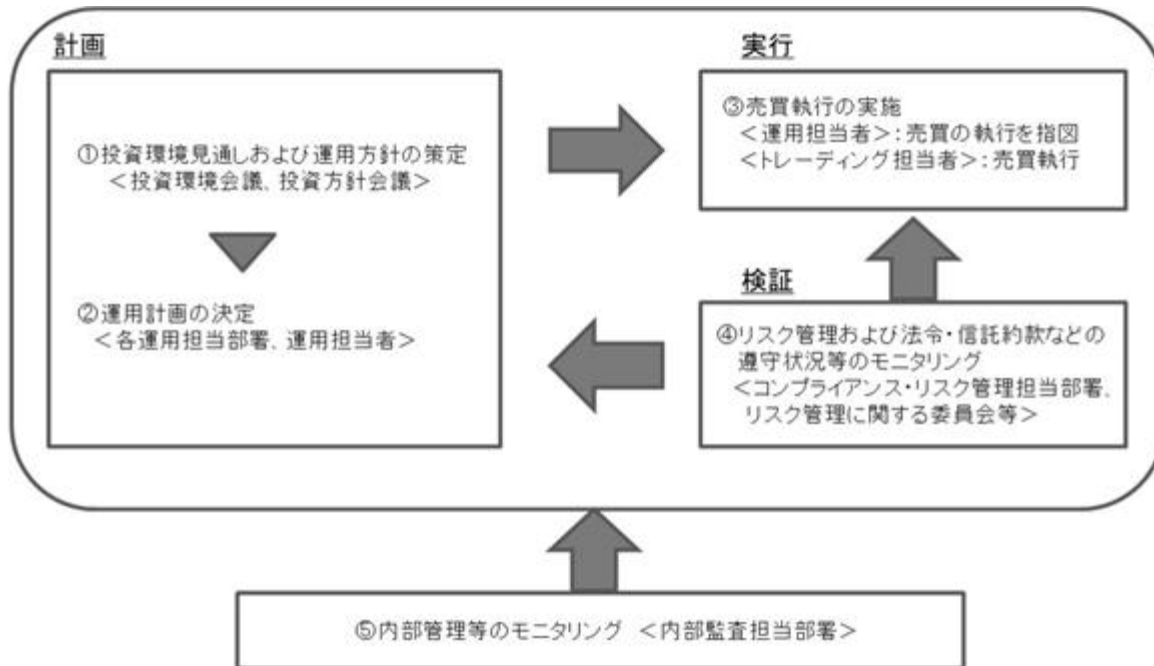 計画
①投資環境見通しおよび運用方針の策定
＜投資環境会議、投資方針会議＞
②運用計画の決定
＜各運用担当部署、運用担当者＞
実行
③売買執行の実施
＜運用担当者＞：売買の執行を指図
＜トレーディング担当者＞：売買執行
検証
④リスク管理および法令・信託約款などの
遵守状況等のモニタリング
＜コンプライアンス・リスク管理担当部署、
リスク管理に関する委員会等＞
⑤内部管理等のモニタリング ＜内部監査担当部署＞